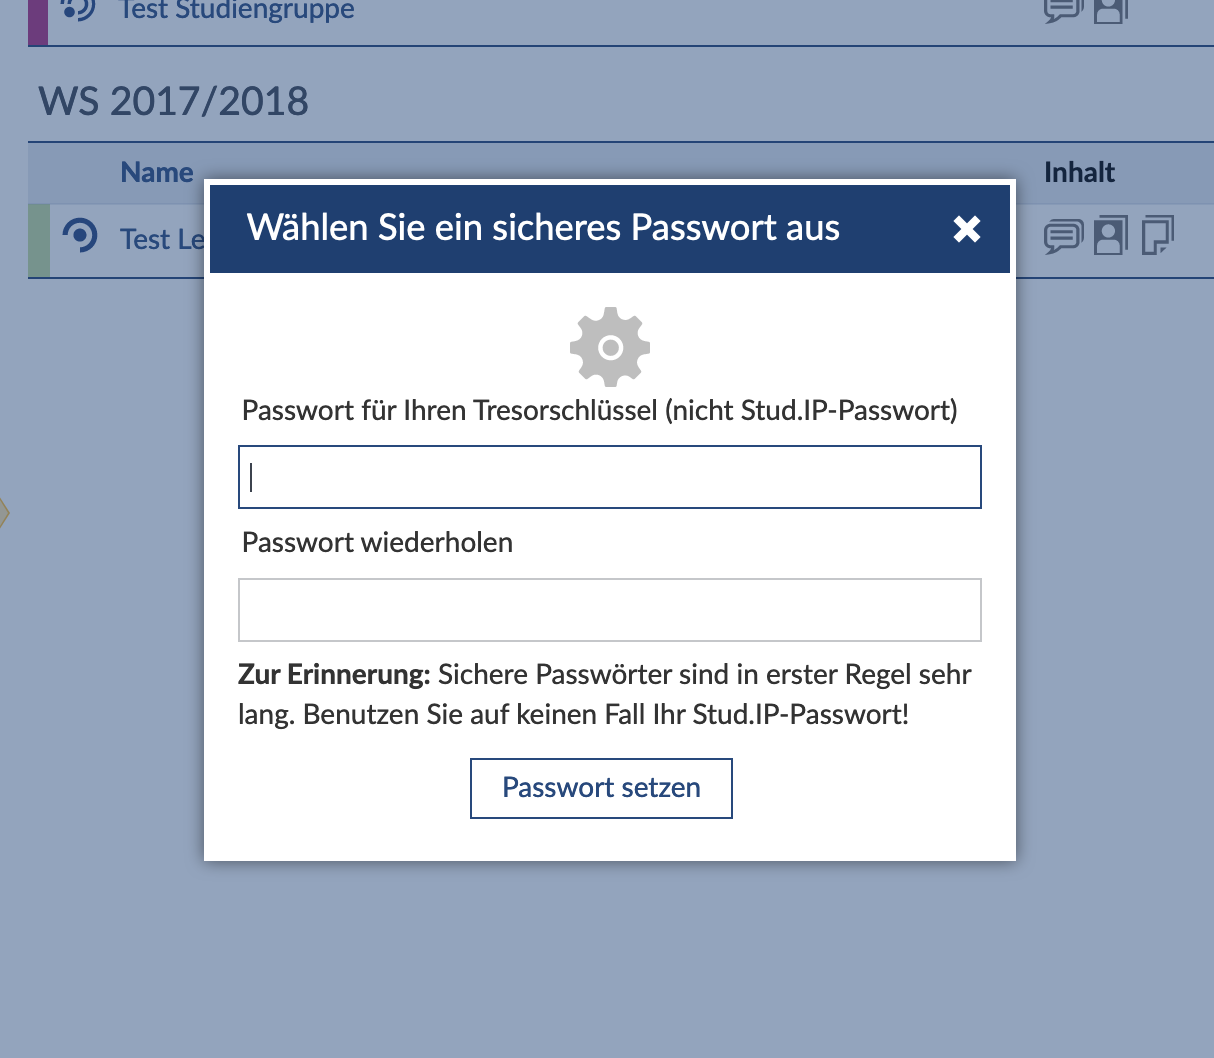 Test Studiengruppe
WS 2017/2018
Name
Inhalt
Test Le
Wählen Sie ein sicheres Passwort aus
Passwort für Ihren Tresorschlüssel (nicht Stud.IP-Passwort)
Passwort wiederholen
Zur Erinnerung: Sichere Passwörter sind in erster Regel sehr
lang. Benutzen Sie auf keinen Fall Ihr Stud.IP-Passwort!
Passwort setzen